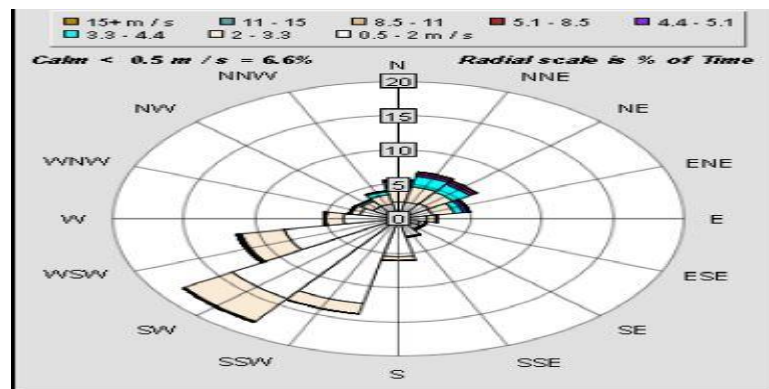 15+ m / s 11 - 15 8.5 - 11 5.1 - 8.5 4.4 - 5.1
3.3 - 4.4 2 - 3.3 0.5 - 2 m / s
Calm < 0.5 m / s = 6.6% Radial scale is % of Time
NNW N NNE
20
NW NE
15
10
WNW ENE
5
W 0 E
WSW ESE
SW SE
SSW SSE
S